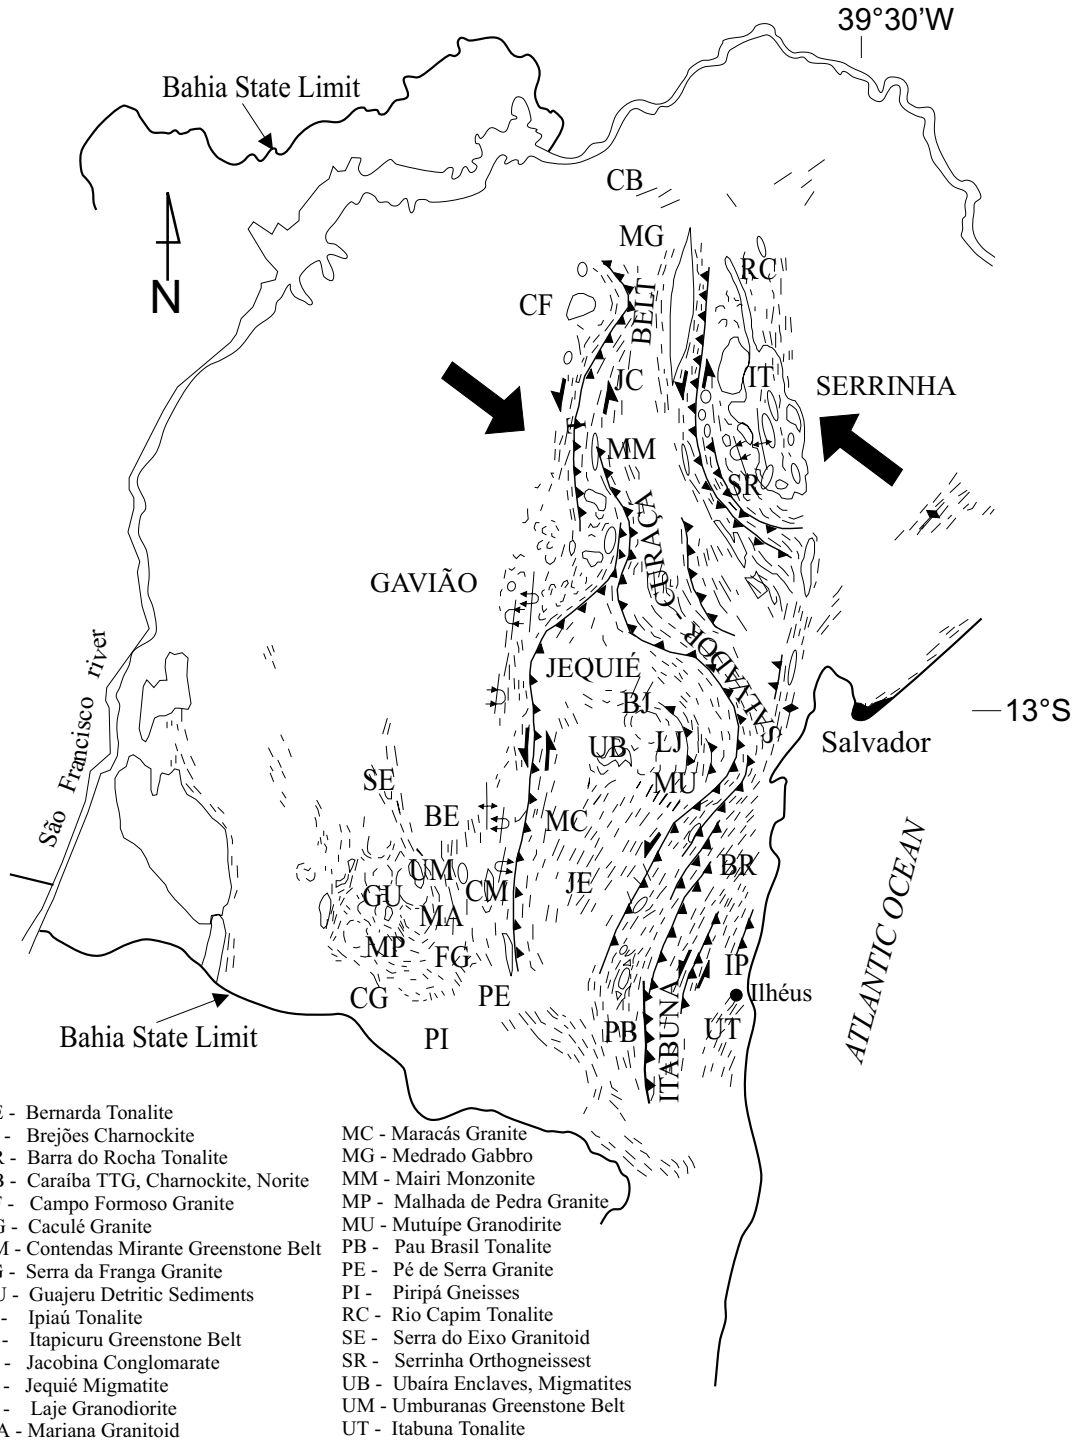 39°30'W
Bahia State Limit
CB
MG
RC
CF
BELT
JC
IT
SERRINHA
MM
SR
CURAÇA -
GAVIÃO
SALVADOR
JEQUIÉ
BJ
13°S
UB
LJ
Salvador
São Francisco river
SE
MU
BE
MC
UM
BR
GU
CM
JE
MA
MP
FG
IP
CG
PE
Ilhéus
PI
PB
UT
ITABUNA
ATLANTIC OCEAN
N
Bahia State Limit
E - Bernarda Tonalite
- Brejões Charnockite
R - Barra do Rocha Tonalite
B - Caraíba TTG, Charnockite, Norite
F - Campo Formoso Granite
G - Caculé Granite
M - Contendas Mirante Greenstone Belt
G - Serra da Franga Granite
U - Guajeru Detritic Sediments
- Ipiaú Tonalite
- Itapicuru Greenstone Belt
- Jacobina Conglomarate
- Jequié Migmatite
- Laje Granodiorite
A - Mariana Granitoid
MC - Maracás Granite
MG - Medrado Gabbro
MM - Mairi Monzonite
MP - Malhada de Pedra Granite
MU - Mutuípe Granodirite
PB - Pau Brasil Tonalite
PE - Pé de Serra Granite
PI - Piripá Gneisses
RC - Rio Capim Tonalite
SE - Serra do Eixo Granitoid
SR - Serrinha Orthogneissest
UB - Ubaíra Enclaves, Migmatites
UM - Umburanas Greenstone Belt
UT - Itabuna Tonalite